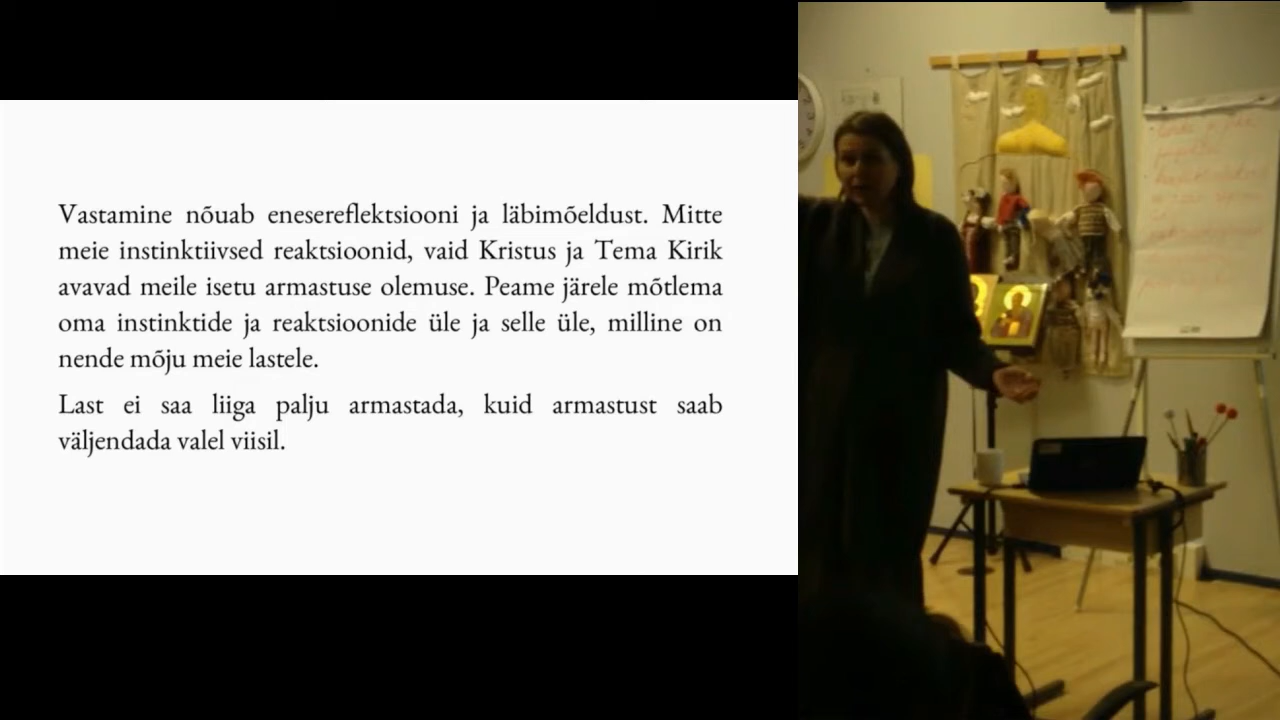 Vastamine nõuab enesereflektsiooni ja läbimõeldust. Mitte
meie instinktiivsed reaktsioonid, vaid Kristus ja Tema Kirik
avavad meile isetu armastuse olemuse. Peame järele mõtlema
oma instinktide ja reaktsioonide üle ja selle üle, milline on
nende mõju meie lastele.
Last ei saa liiga palju armastada, kuid armastust saab
väljendada valel viisil.